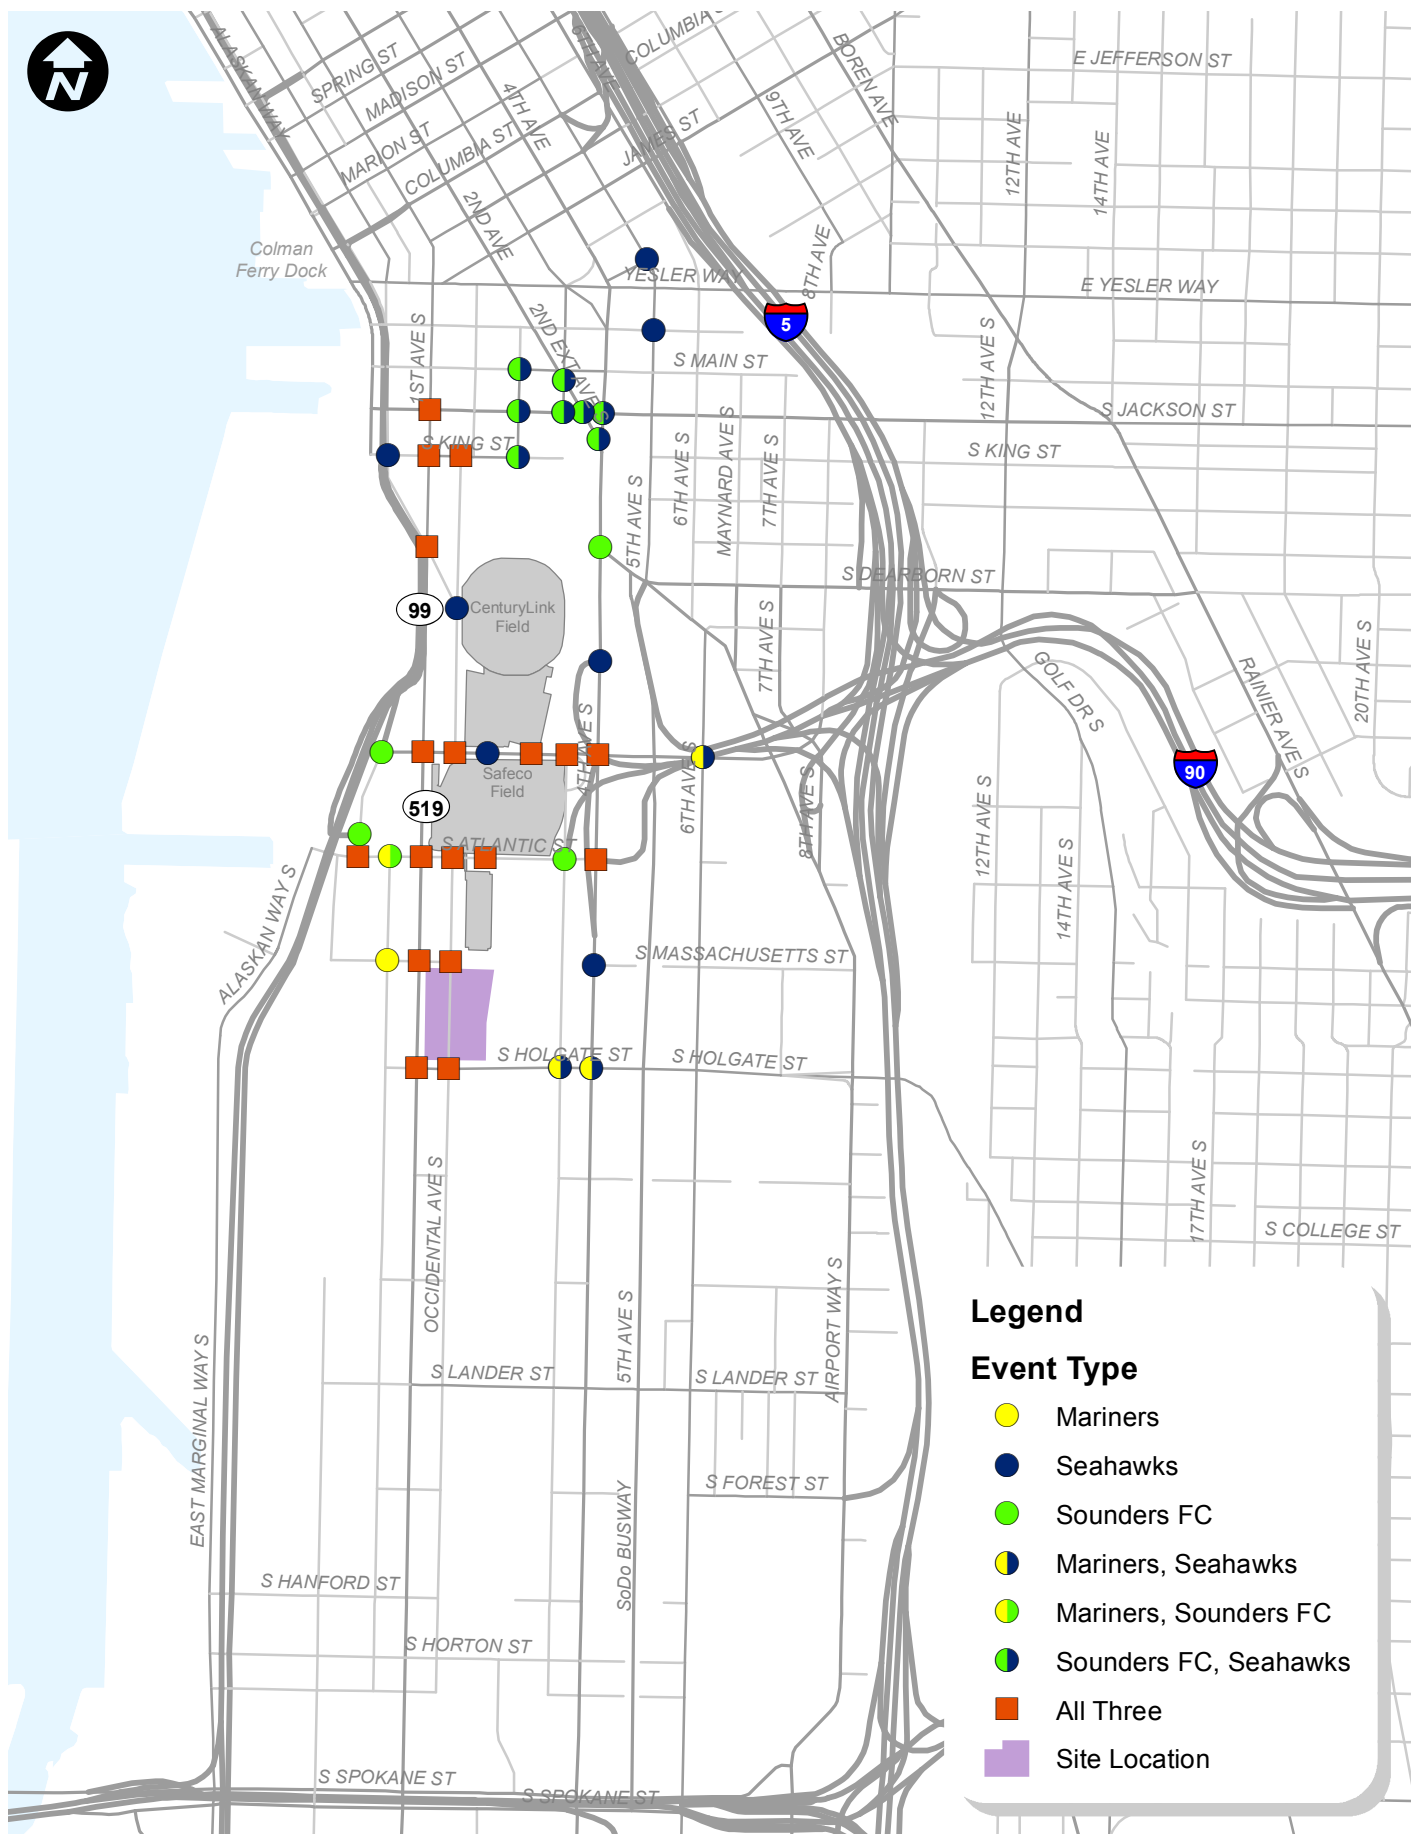 N
ALASKAN WAY
SPRING ST
MADISON ST
MARION ST
COLUMBIA ST
4TH AVE
6TH AVE
COLUMBIA S
JAMES ST
9TH AVE
BOREN AVE
E JEFFERSON ST
12TH AVE
14TH AVE
2ND AVE
Colman
Ferry Dock
YESLER WAY
8TH AVE
E YESLER WAY
5
1ST AVE S
2ND EXT AVE S
S MAIN ST
12TH AVE S
S JACKSON ST
S KING ST
S KING ST
MAYNARD AVE S
6TH AVE S
7TH AVE S
5TH AVE S
S DEARBORN ST
99
CenturyLink
Field
7TH AVE S
GOLF DR S
RAINIER AVE S
20TH AVE S
4TH AVE S
6TH AVE S
8TH AVE S
90
Safeco
Field
519
S ATLANTIC ST
12TH AVE S
14TH AVE S
ALASKAN WAY S
S MASSACHUSETTS ST
S HOLGATE ST
S HOLGATE ST
OCCIDENTAL AVE S
17TH AVE S
S COLLEGE ST
5TH AVE S
AIRPORT WAY S
EAST MARGINAL WAY S
S LANDER ST
S LANDER ST
S FOREST ST
SoDo BUSWAY
S HANFORD ST
S HORTON ST
S SPOKANE ST
S SPOKANE ST
Legend
Event Type
Mariners
Seahawks
Sounders FC
Mariners, Seahawks
Mariners, Sounders FC
Sounders FC, Seahawks
All Three
Site Location